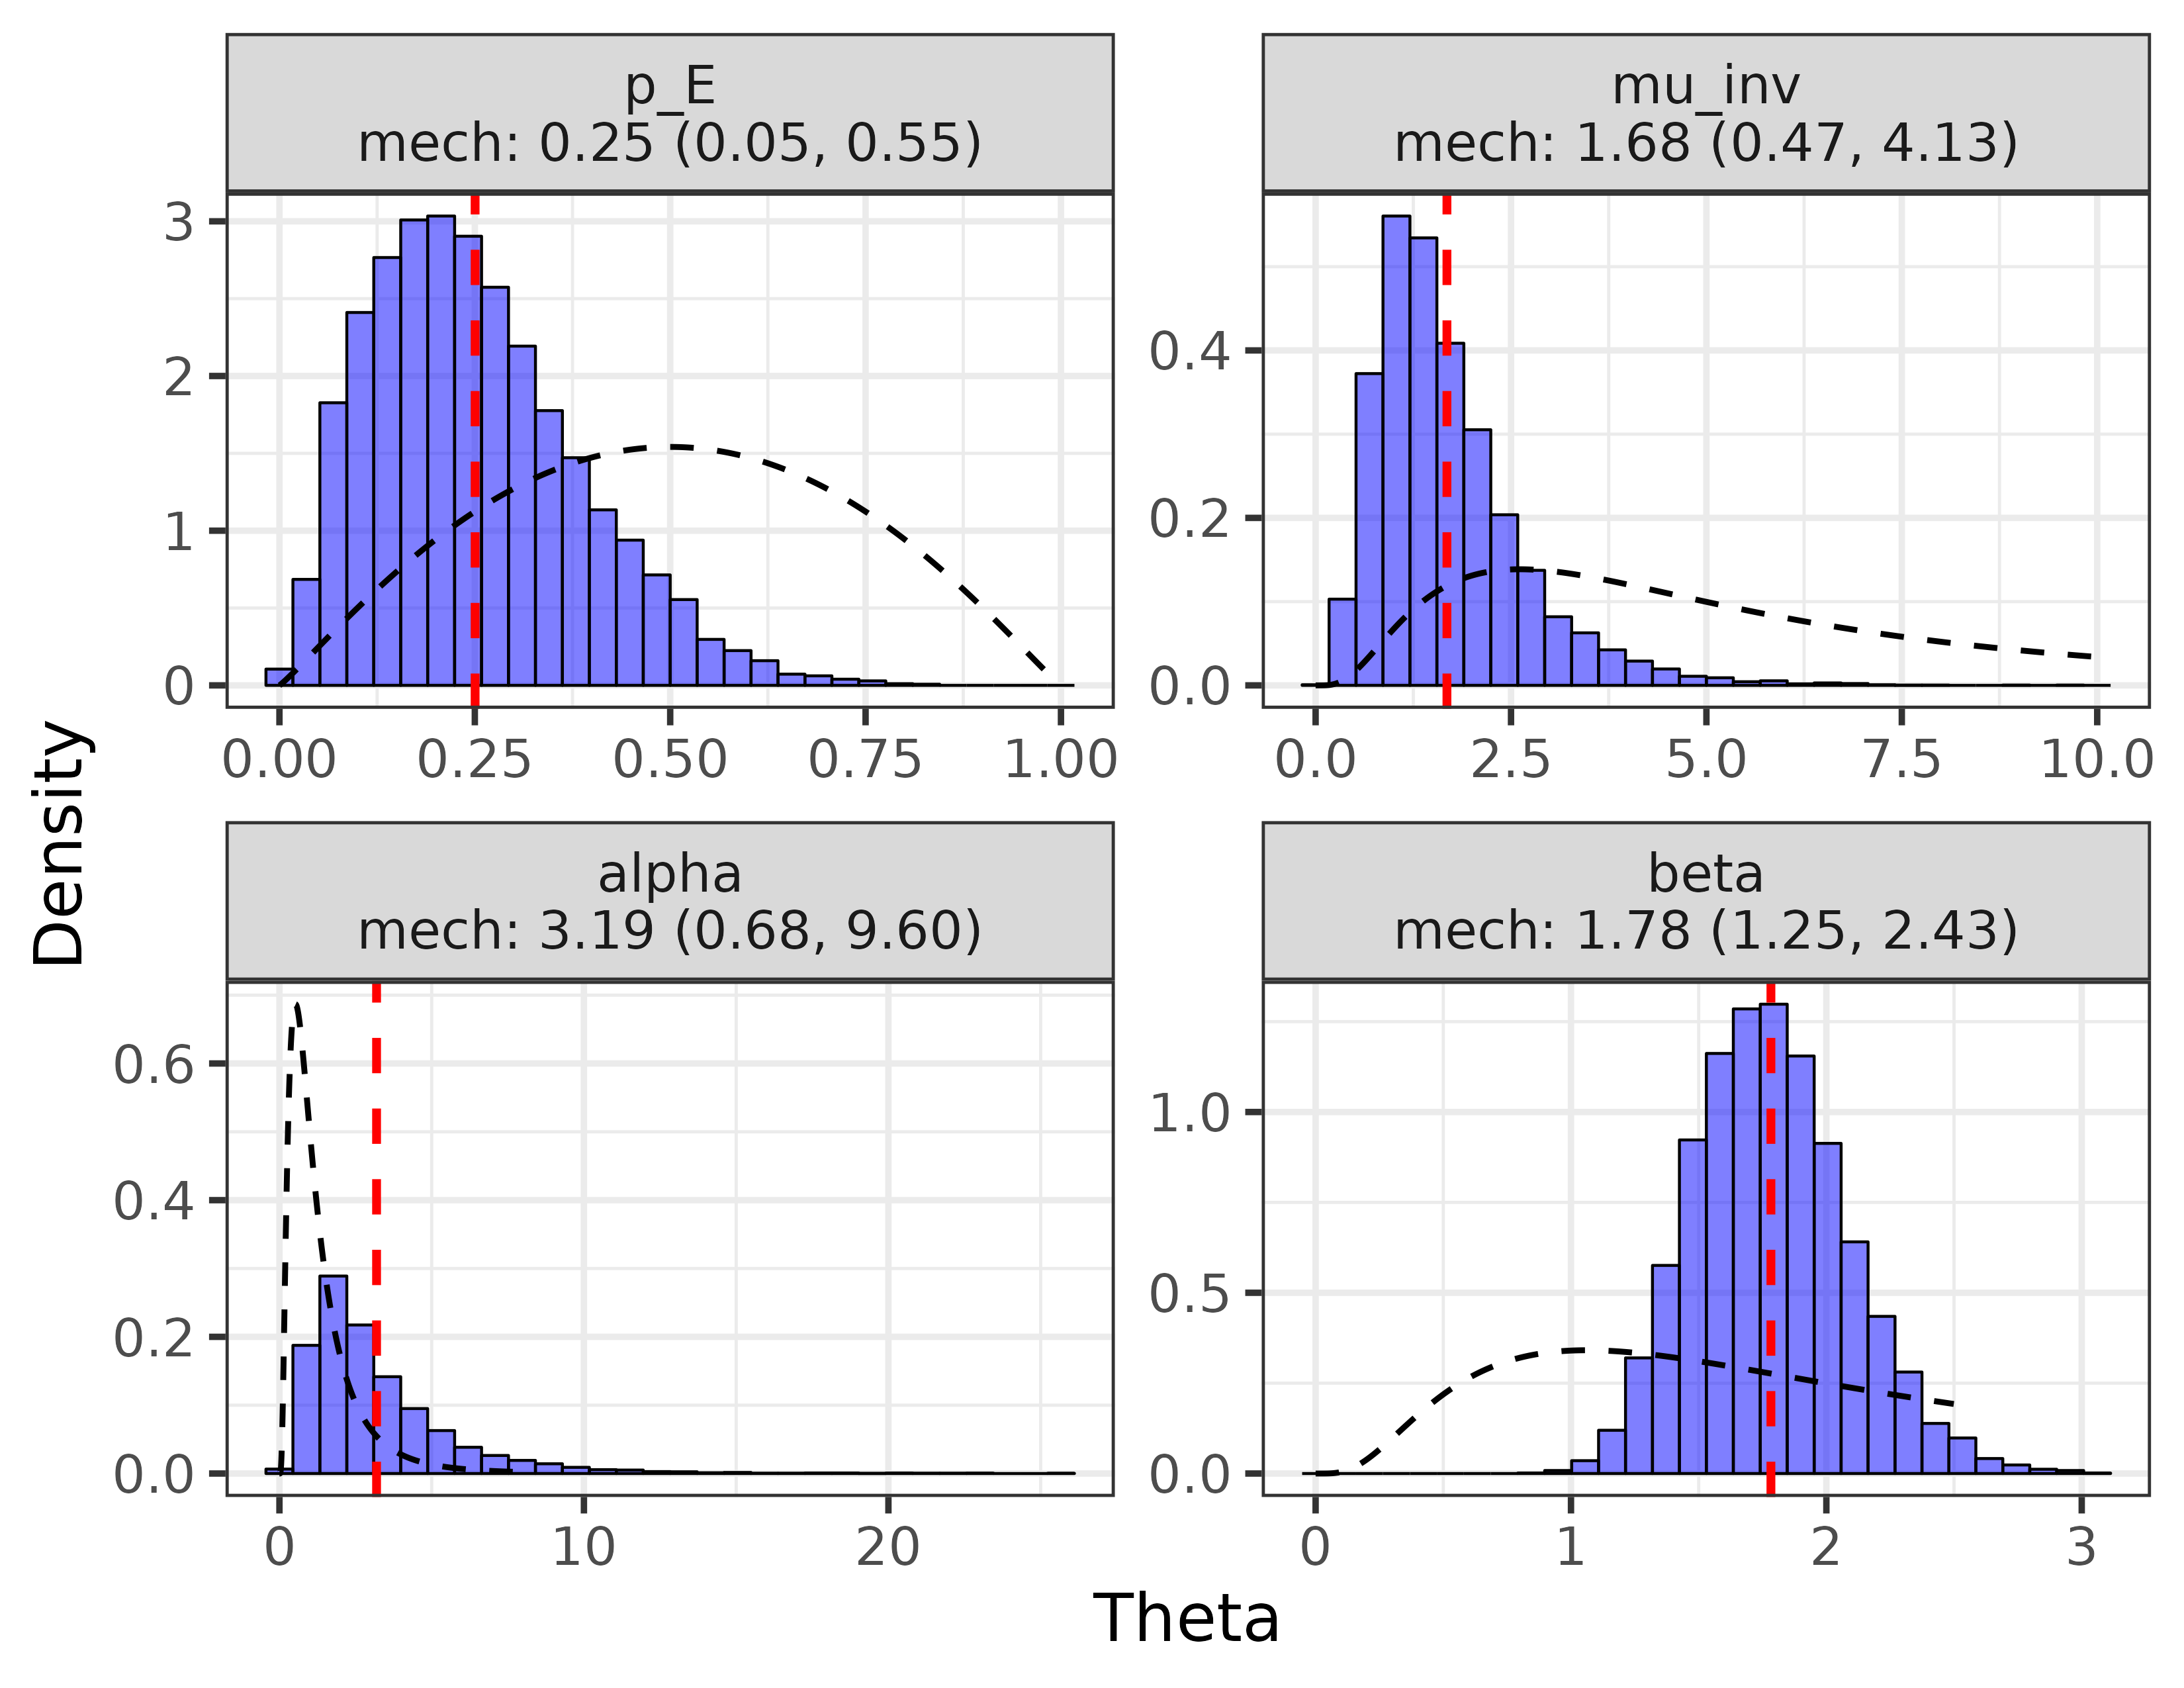 p_E
mech: 0.25 (0.05, 0.55)
mu_inv
mech: 1.68 (0.47, 4.13)
3
2
1
0
0.00 0.25 0.50 0.75 1.00
0.4
0.2
0.0
0.0 2.5 5.0 7.5 10.0
Density
alpha
mech: 3.19 (0.68, 9.60)
beta
mech: 1.78 (1.25, 2.43)
0.6
0.4
0.2
0.0
0 10 20
1.0
0.5
0.0
0 1 2 3
Theta